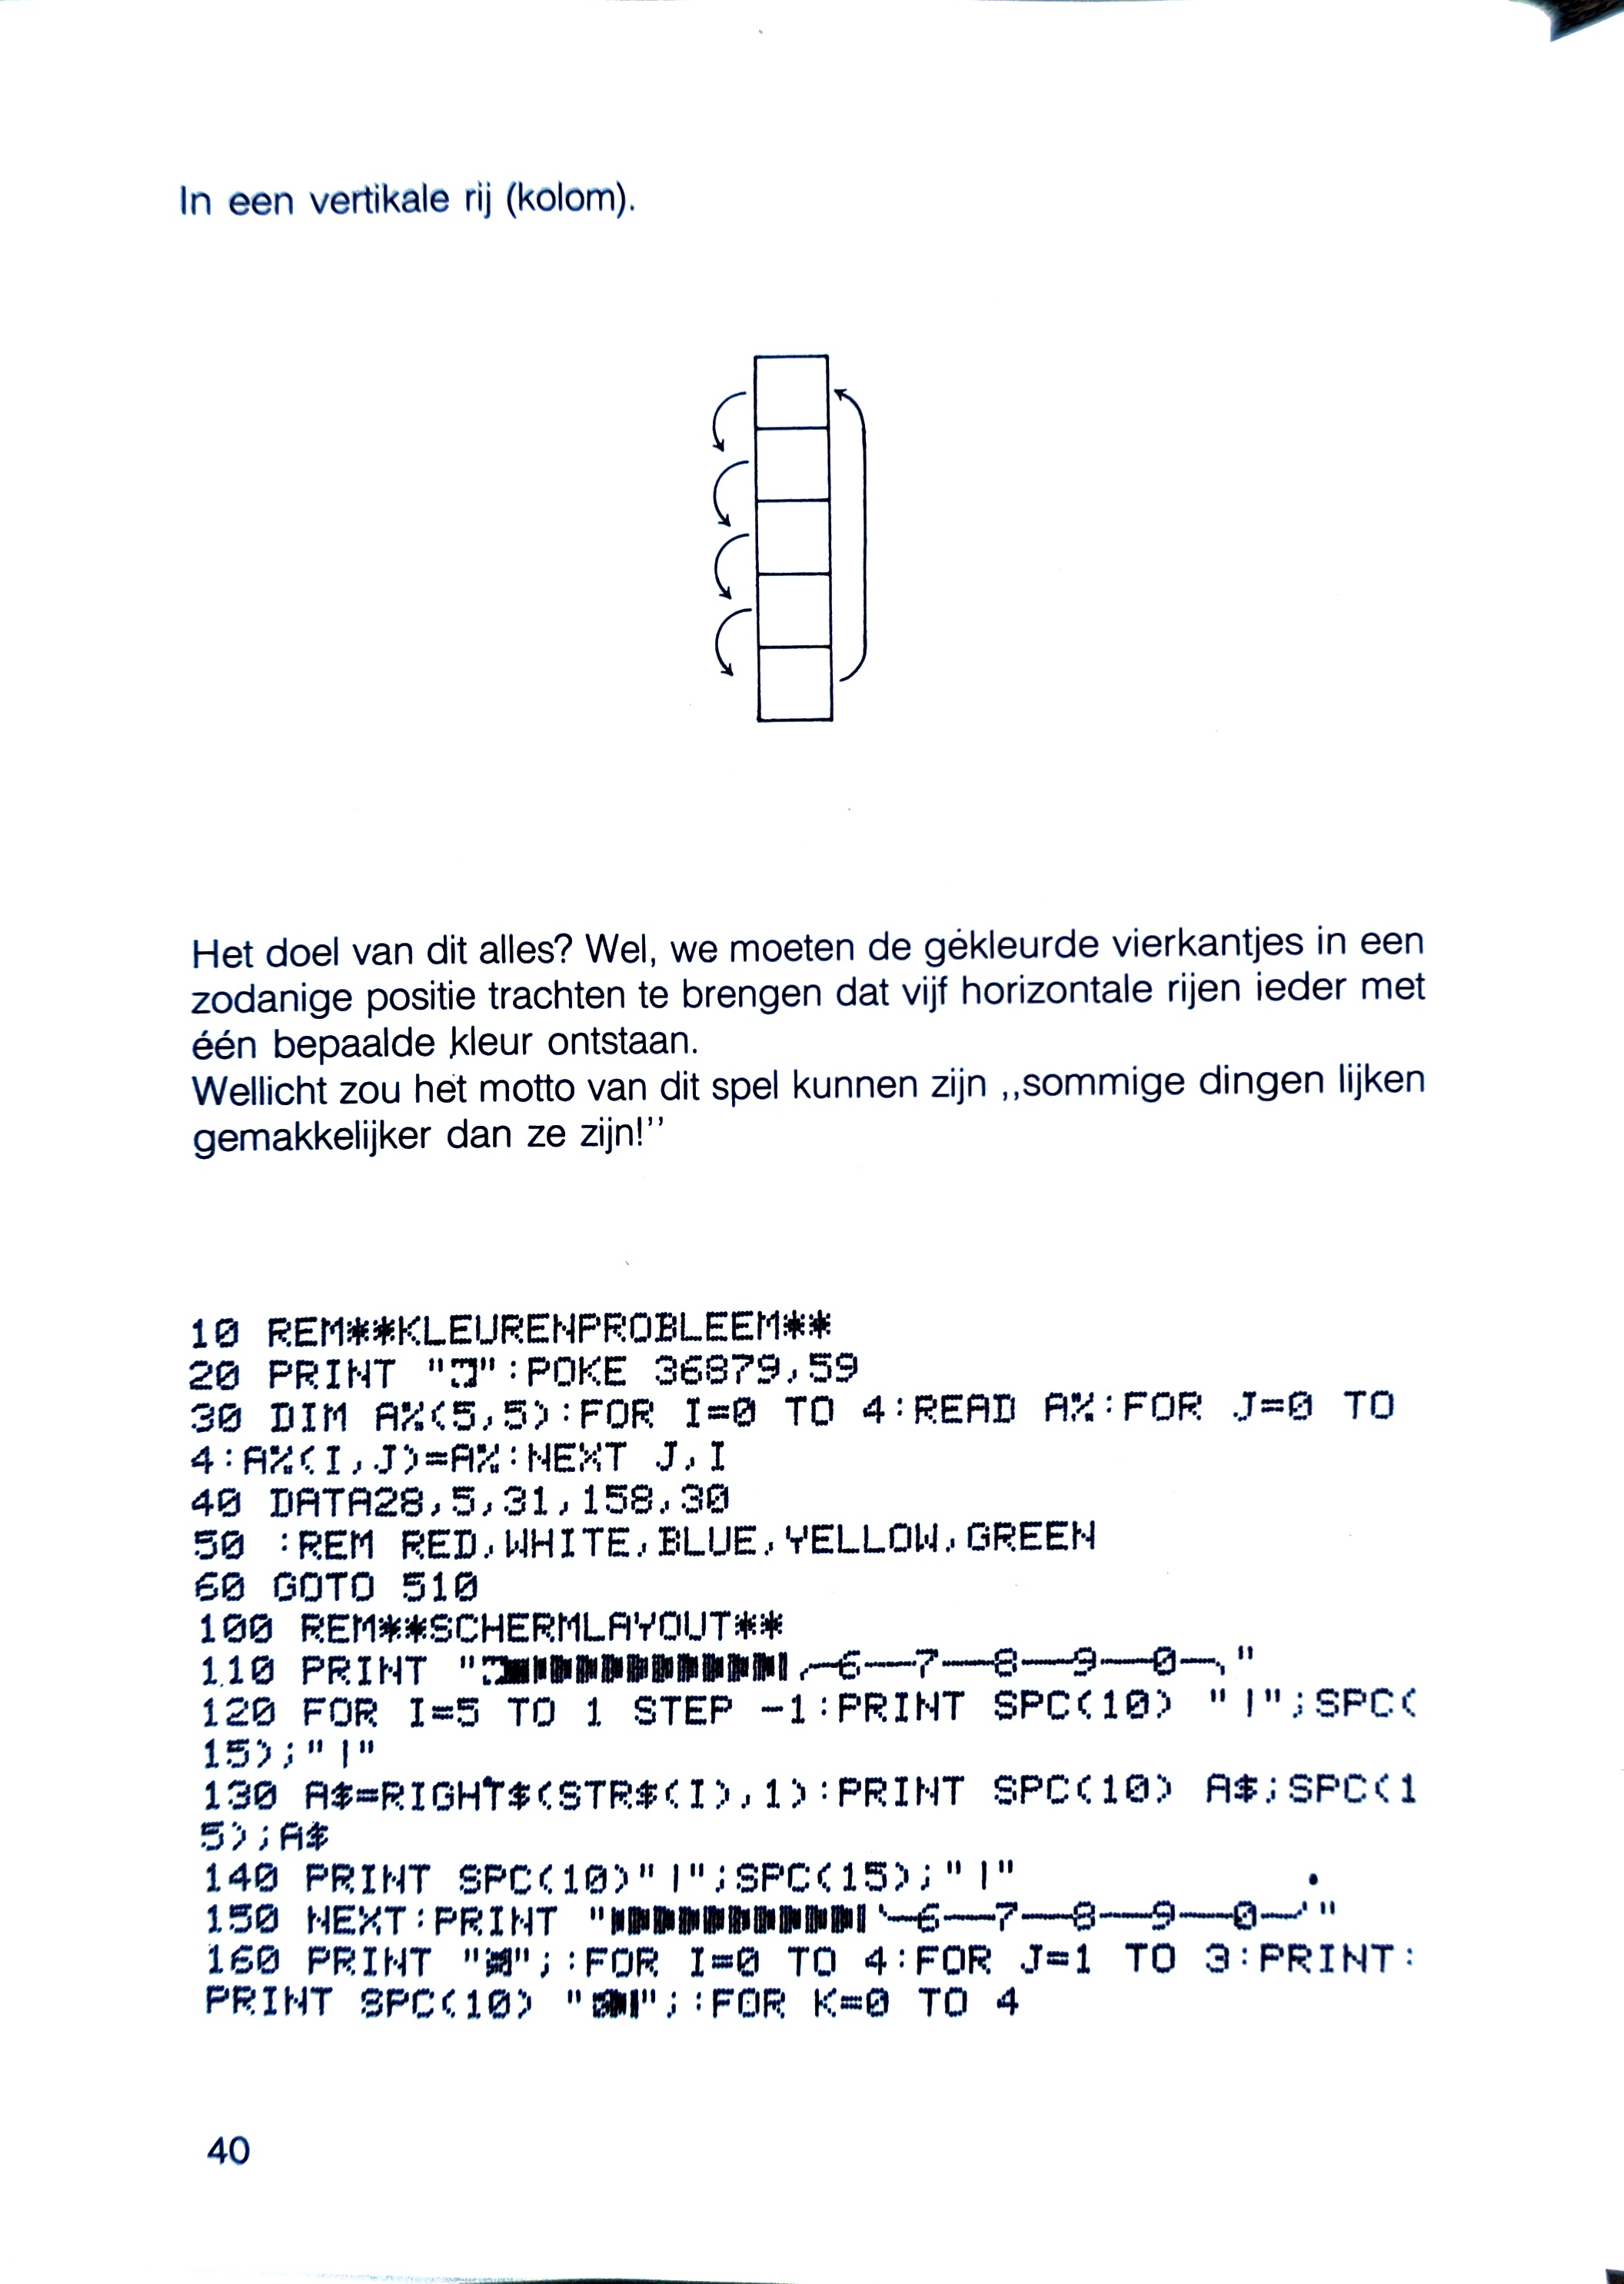 In een vertikale rij (kolom).
Het doel van dit alles? Wel, we moeten de gekleurde vierkantjes in een
zodanige positie trachten te brengen dat vijf horizontale rijen ieder met
één bepaalde kleur ontstaan.
Wellicht zou het motto van dit spel kunnen zijn ,,sommige dingen lijken
gemakkelijker dan ze zijn!’’
10 REM**KLEURENPROBLEEM**
20 PRINT "":POKE 36879,59
30 DIM A%(5,5):FOR I=0 TO 4:READ A%:FOR J=0 TO
4:A%(I,J)=A%:NEXT J,I
40 DATA28,5,31,158,30
50 :REM RED,WHITE,BLUE,YELLOW,GREEN
60 GOTO 510
100 REM**SCHERMLAYOUT**
110 PRINT "╭─6──7──8──9──0─╮"
120 FOR I=5 TO 1 STEP -1:PRINT SPC(10) "|";SPC(
15);"|"
130 A$=RIGHT$(STR$(I),1):PRINT SPC(10) A$;SPC(1
5);A$
140 PRINT SPC(10)"|";SPC(15);"|"
150 NEXT:PRINT "╰─6──7──8──9──0─╯"
160 PRINT "";:FOR I=0 TO 4:FOR J=1 TO 3:PRINT:
PRINT SPC(10) "";:FOR K=0 TO 4
40